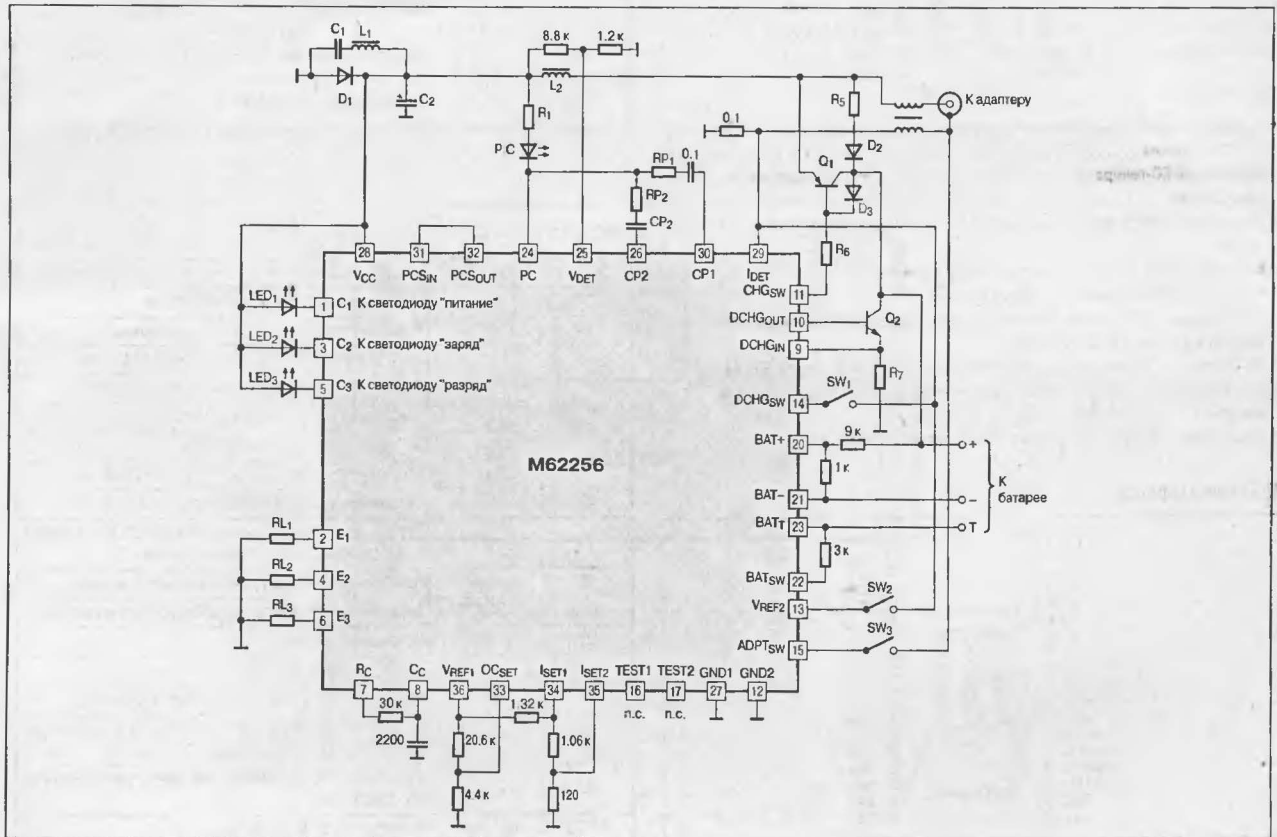 C1 L1
8.8 к 1.2 к
D1
C2
L2
R1
PC
RP1 0.1
RP2
CP2
0.1
R5
К адаптеру
D2
Q1
D3
R6
28 31 32 24 25 26 30 29
VCC PCSIN PCSOUT PC VDET CP2 CP1 IDET
LED1 1 C1 К светодиоду "питание"
LED2 3 C2 К светодиоду "заряд"
LED3 5 C3 К светодиоду "разряд"
CHGSW 11
DCHGOUT 10 Q2
DCHGIN 9
R7
DCHGSW 14 SW1
BAT+ 20 9 к +
1 к
BAT− 21 −
К батарее
BATT 23 T
3 к
BATSW 22
VREF2 13 SW2
ADPTSW 15 SW3
M62256
RL1 2 E1
RL2 4 E2
RL3 6 E3
RC CC VREF1 OCSET ISET1 ISET2 TEST1 TEST2 GND1 GND2
7 8 36 33 34 35 16 17 27 12
n.c. n.c.
30 к
1.32 к
2200
20.6 к
1.06 к
4.4 к
120